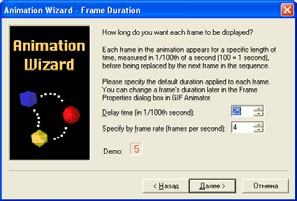 Animation Wizard - Frame Duration
Animation
Wizard
How long do you want each frame to be displayed?
Each frame in the animation appears for a specific length
of time, measured in 1/100th of a second (100 = 1 second),
before being replaced by the next frame in the sequence.
Please specify the default duration applied to each frame.
You can change a frame's duration later in the Frame
Properties dialog box in GIF Animator.
Delay time (in 1/100th second): 25
Specify by frame rate (frames per second): 4
Demo: 5
< Назад
Далее >
Отмена